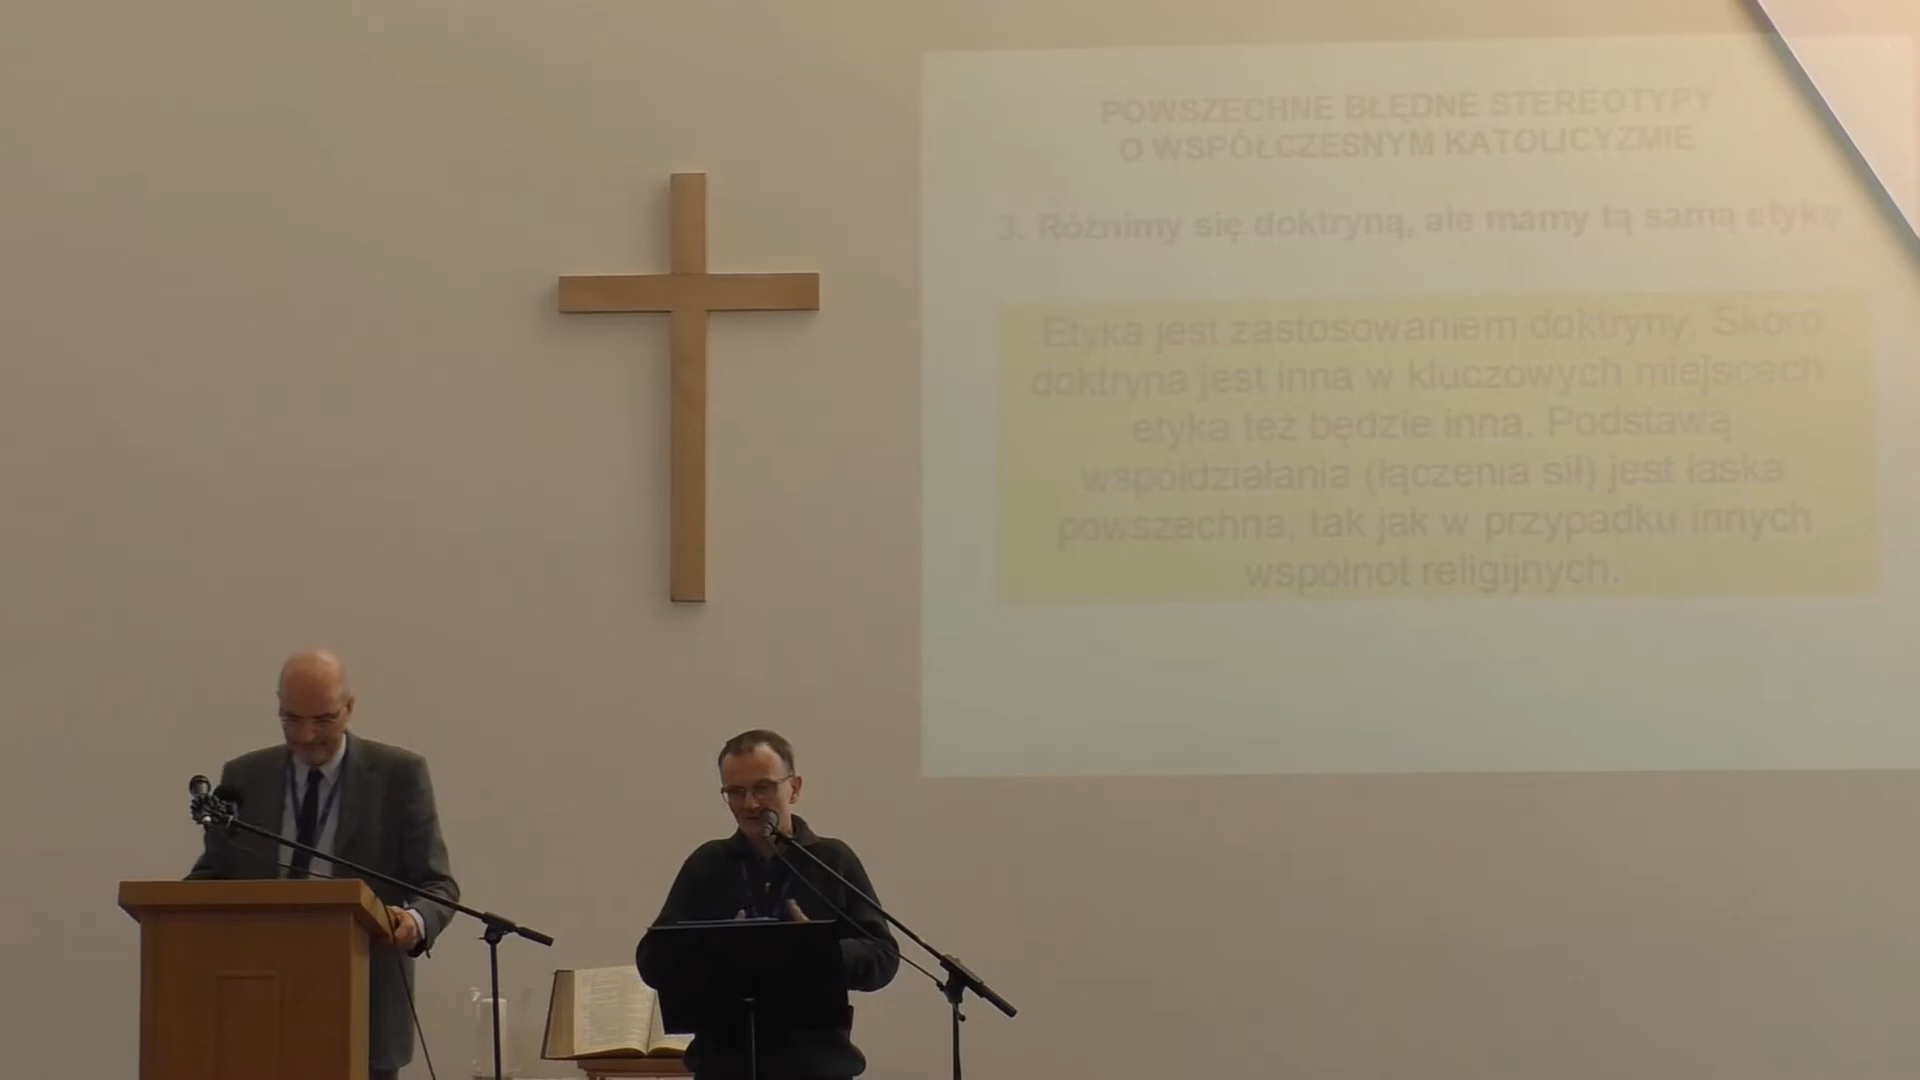 POWSZECHNE BŁĘDNE STEREOTYPY
O WSPÓŁCZESNYM KATOLICYZMIE
3. Różnimy się doktryną, ale mamy tą samą etykę
Etyka jest zastosowaniem doktryny. Skoro
doktryna jest inna w kluczowych miejscach
etyka też będzie inna. Podstawą
współdziałania (łączenia sił) jest łaska
powszechna, tak jak w przypadku innych
wspólnot religijnych.